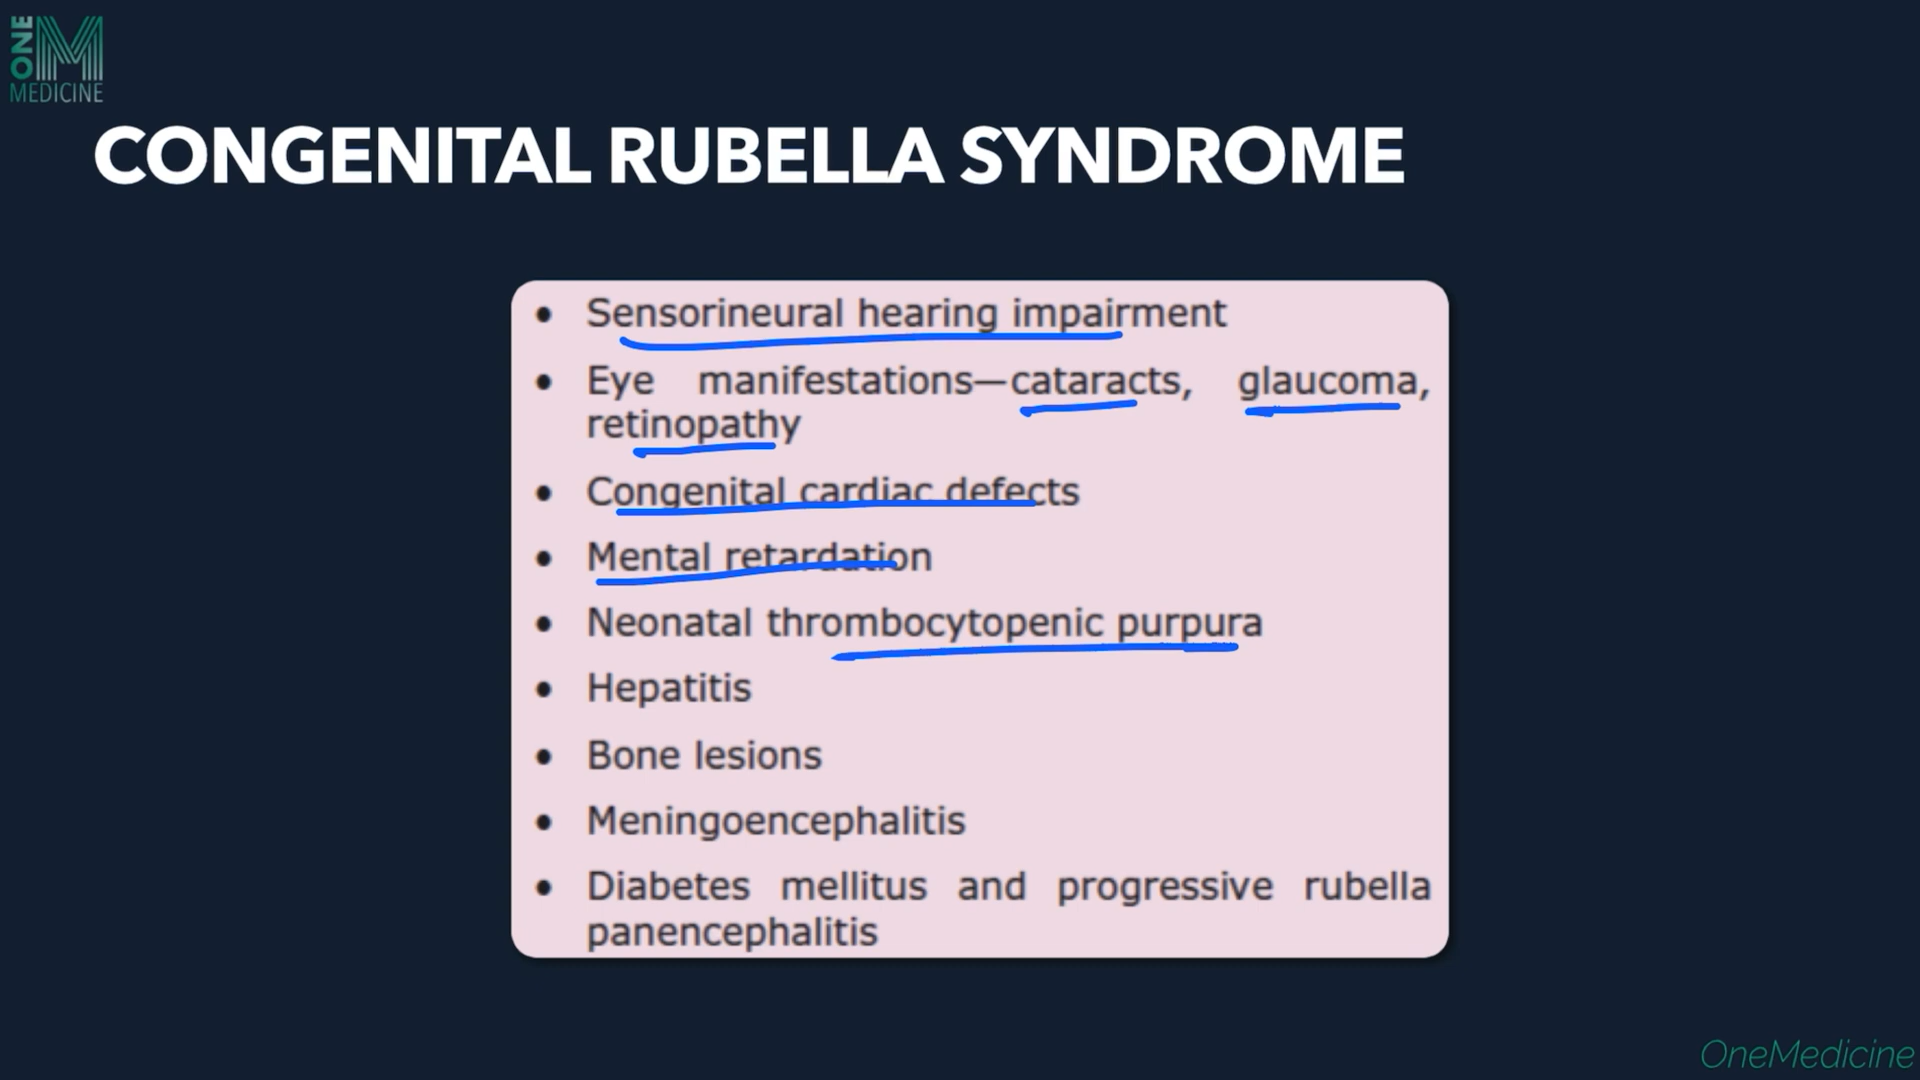 ONE
MEDICINE
CONGENITAL RUBELLA SYNDROME
• Sensorineural hearing impairment
• Eye manifestations—cataracts, glaucoma,
retinopathy
• Congenital cardiac defects
• Mental retardation
• Neonatal thrombocytopenic purpura
• Hepatitis
• Bone lesions
• Meningoencephalitis
• Diabetes mellitus and progressive rubella
panencephalitis
OneMedicine